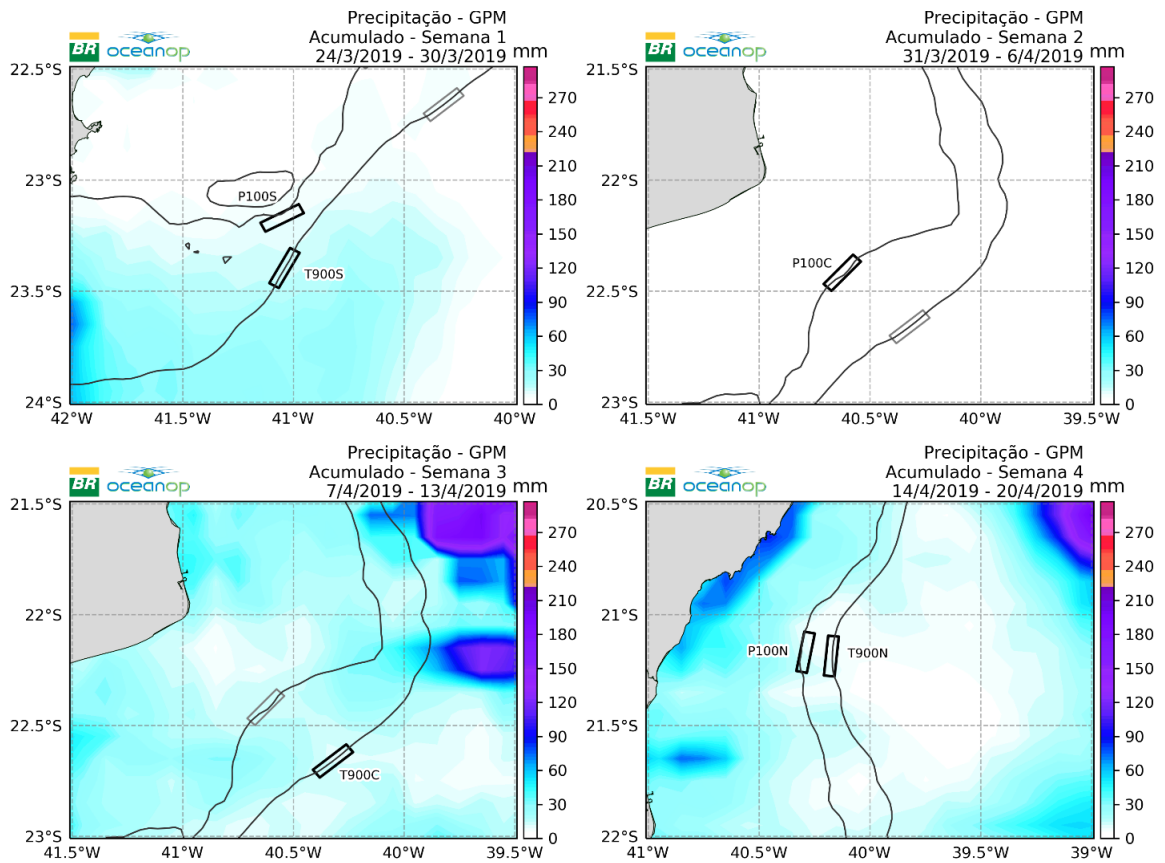 Precipitação - GPM
BR oceanop Acumulado - Semana 1
24/3/2019 - 30/3/2019 mm
22.5°S
270
240
210
23°S
P100S
180
150
T900S
120
23.5°S
90
60
30
24°S
0
42°W 41.5°W 41°W 40.5°W 40°W
Precipitação - GPM
BR oceanop Acumulado - Semana 2
31/3/2019 - 6/4/2019 mm
21.5°S
270
240
210
22°S
180
150
P100C
120
22.5°S
90
60
30
23°S
0
41.5°W 41°W 40.5°W 40°W 39.5°W
Precipitação - GPM
BR oceanop Acumulado - Semana 3
7/4/2019 - 13/4/2019 mm
21.5°S
270
240
210
22°S
180
150
120
22.5°S
90
60
T900C
30
23°S
0
41.5°W 41°W 40.5°W 40°W 39.5°W
Precipitação - GPM
BR oceanop Acumulado - Semana 4
14/4/2019 - 20/4/2019 mm
20.5°S
270
240
210
21°S
180
P100N T900N
150
120
21.5°S
90
60
30
22°S
0
41°W 40.5°W 40°W 39.5°W 39°W